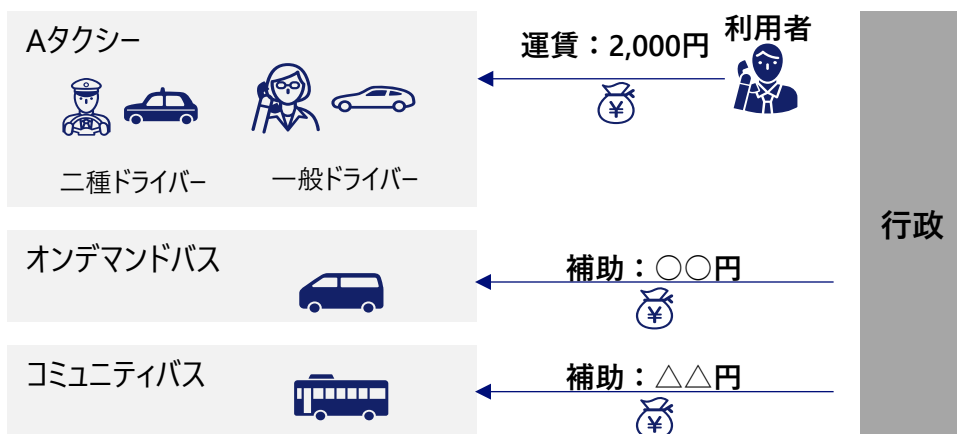 Aタクシー
運賃：2,000円
利用者
¥
二種ドライバー
一般ドライバー
行政
オンデマンドバス
補助：○○円
¥
コミュニティバス
補助：△△円
¥